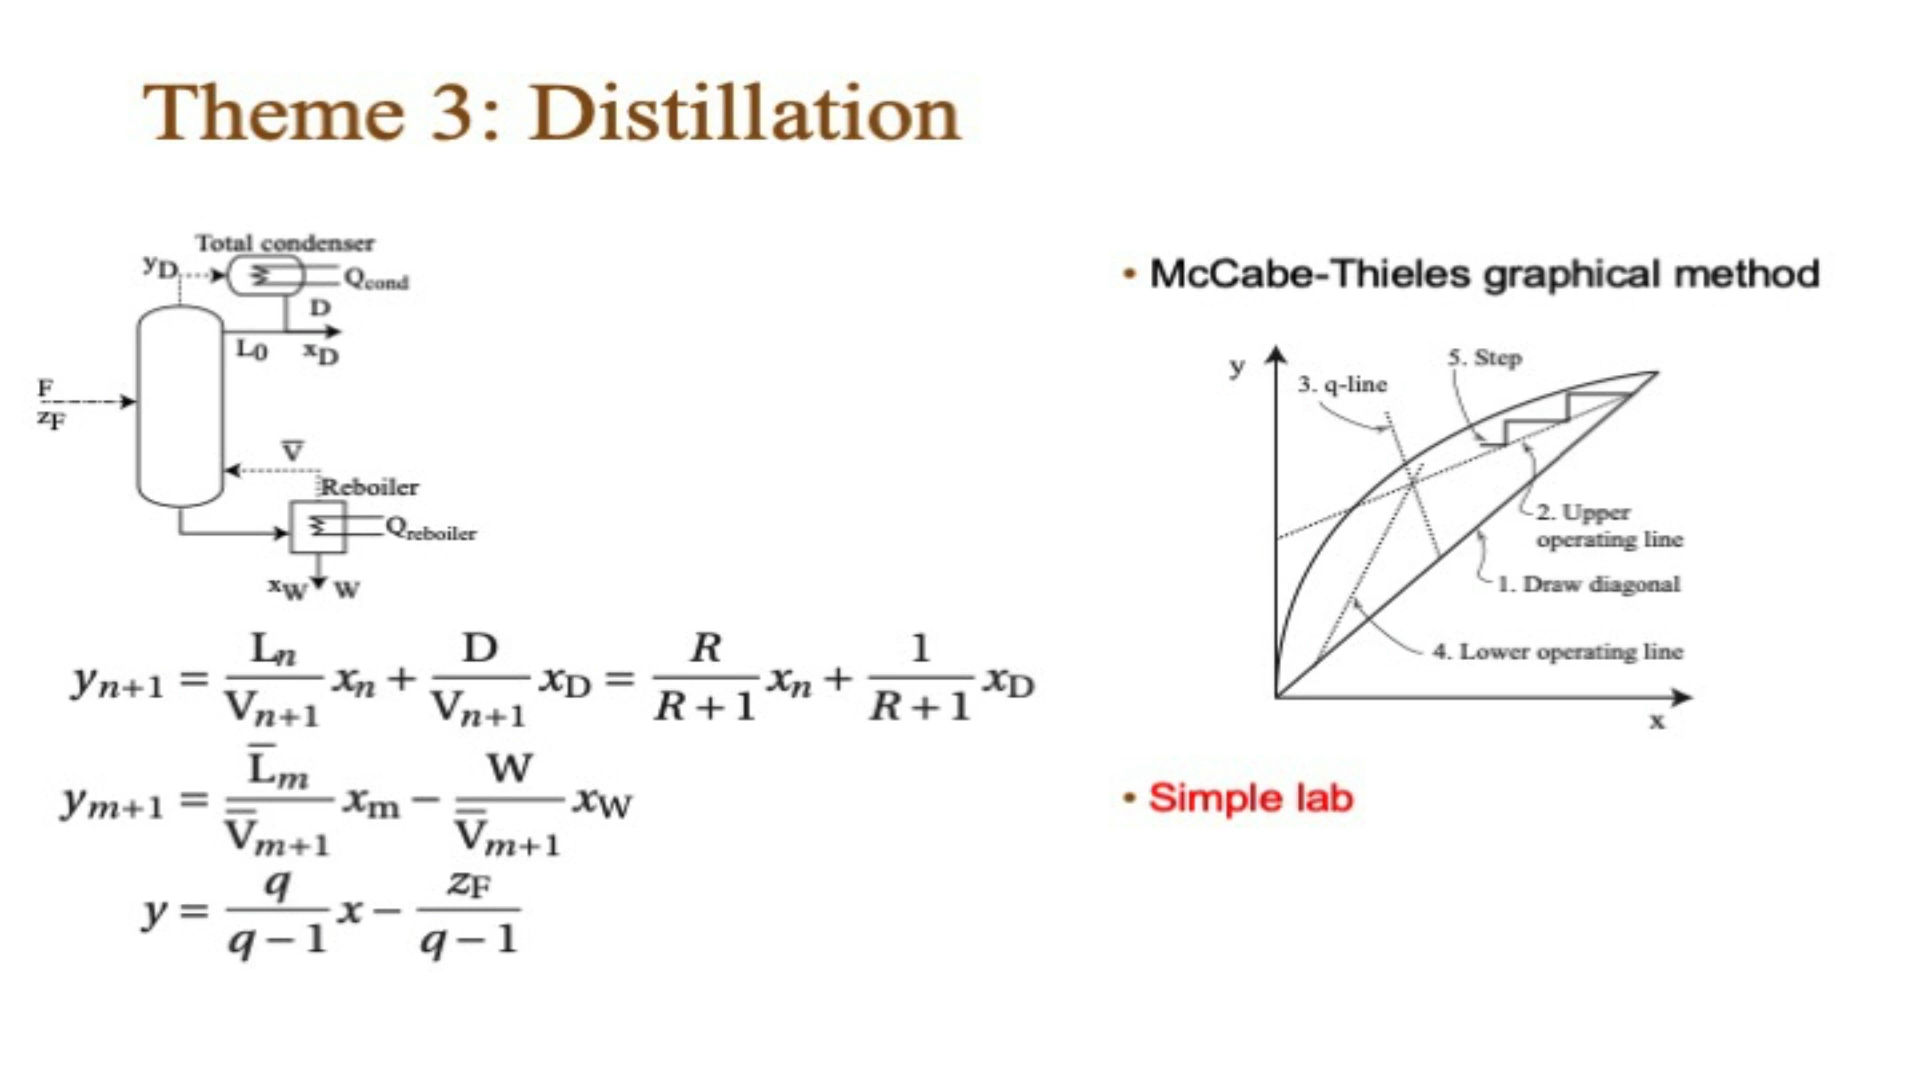 Theme 3: Distillation
Total condenser
yD
Qcond
D
L0 xD
F
zF
V̅
Reboiler
Qreboiler
xW W
yn+1 = Ln/Vn+1 xn + D/Vn+1 xD = R/R+1 xn + 1/R+1 xD
ym+1 = L̅m/V̅m+1 xm − W/V̅m+1 xW
y = q/q−1 x − zF/q−1
• McCabe-Thieles graphical method
y
3. q-line
5. Step
2. Upper
operating line
1. Draw diagonal
4. Lower operating line
x
• Simple lab